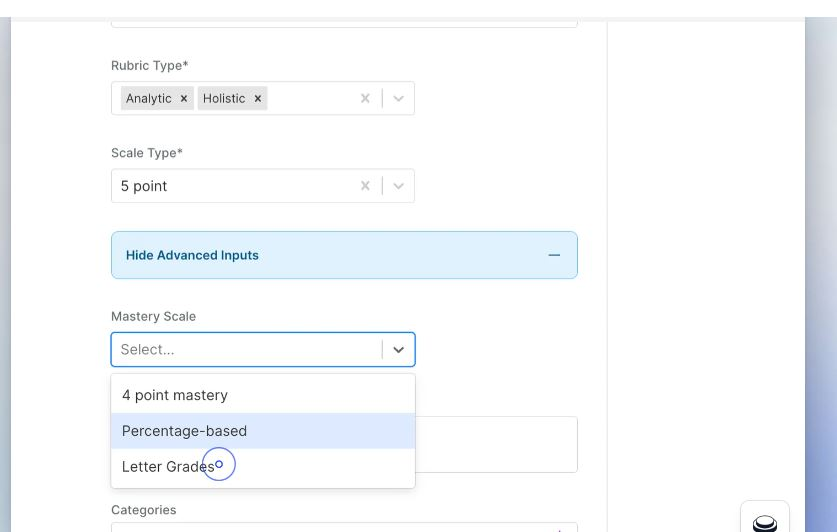 Rubric Type*
Analytic × Holistic ×
Scale Type*
5 point
Hide Advanced Inputs
Mastery Scale
Select...
4 point mastery
Percentage-based
Letter Grades
Categories